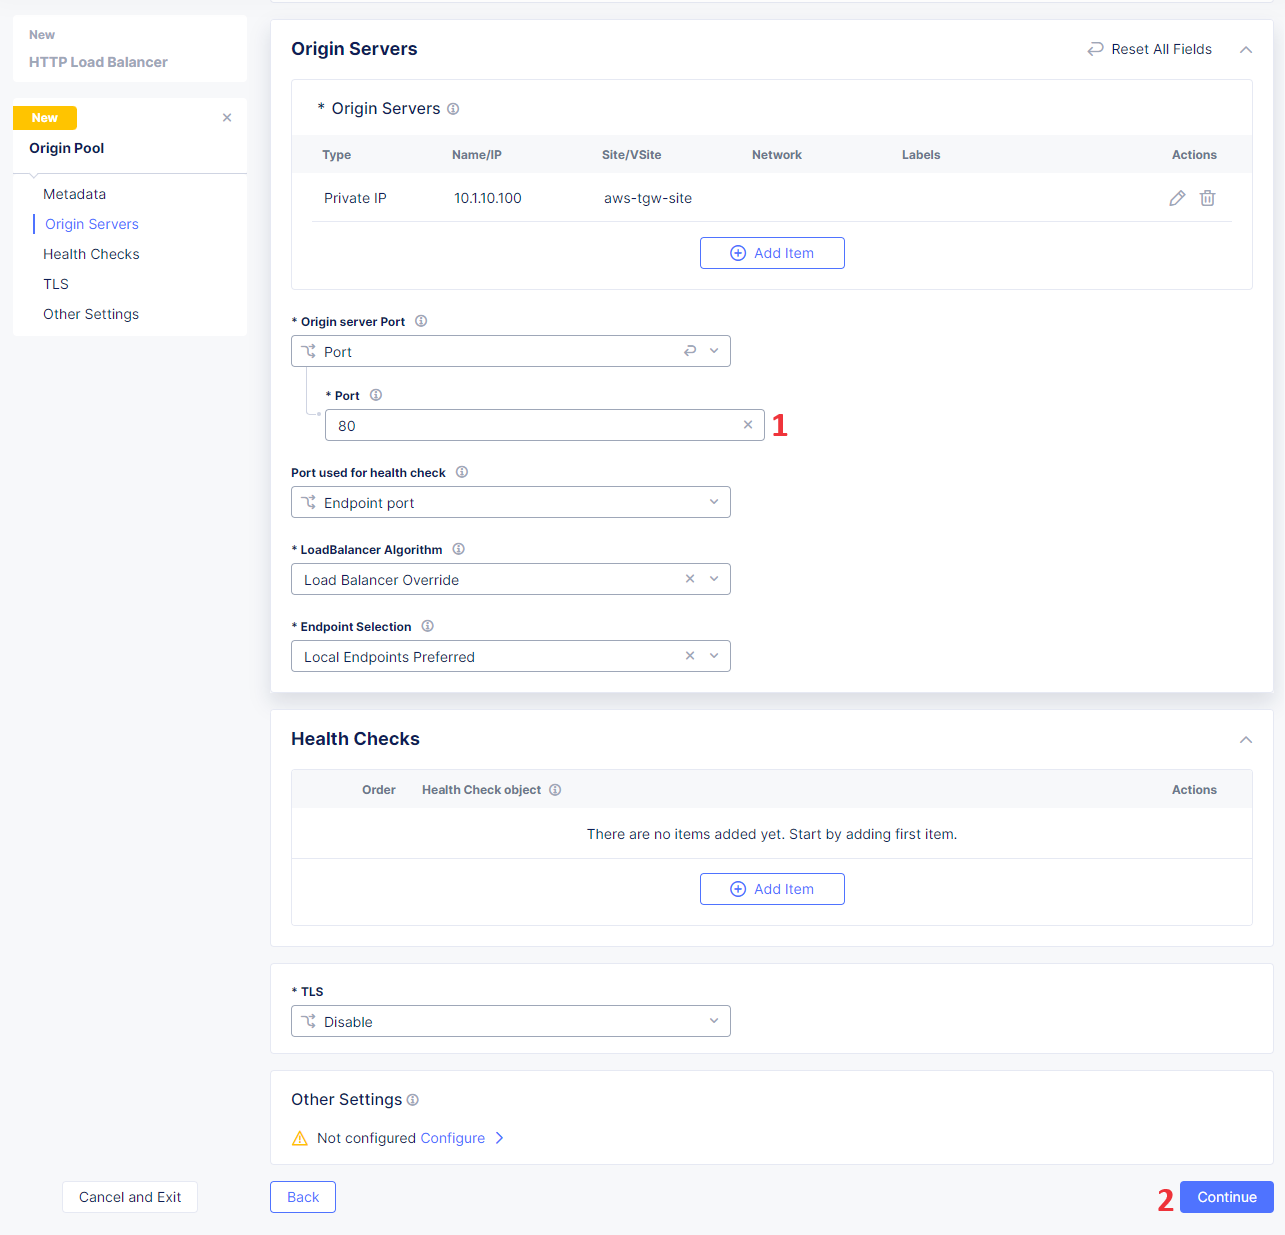 New
HTTP Load Balancer
New
Origin Pool
Metadata
Origin Servers
Health Checks
TLS
Other Settings
Origin Servers
Reset All Fields
* Origin Servers
Type Name/IP Site/VSite Network Labels Actions
Private IP 10.1.10.100 aws-tgw-site
Add Item
* Origin server Port
Port
* Port
80
1
Port used for health check
Endpoint port
* LoadBalancer Algorithm
Load Balancer Override
* Endpoint Selection
Local Endpoints Preferred
Health Checks
Order Health Check object Actions
There are no items added yet. Start by adding first item.
Add Item
* TLS
Disable
Other Settings
Not configured Configure
Cancel and Exit
Back
2
Continue